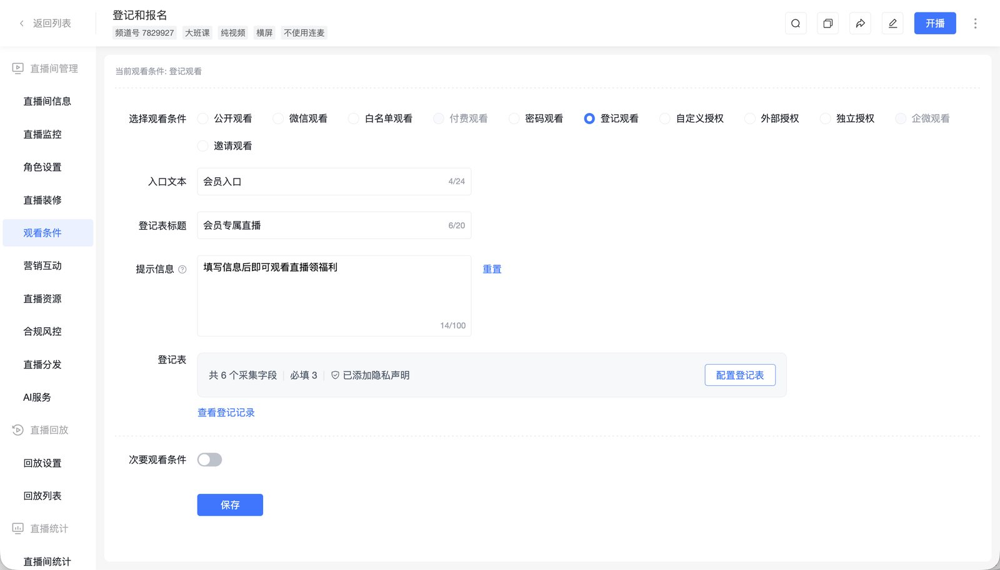 返回列表
登记和报名
频道号 7829927 大班课 纯视频 横屏 不使用连麦
开播
直播间管理
直播间信息
直播监控
角色设置
直播装修
观看条件
营销互动
直播资源
合规风控
直播分发
AI服务
直播回放
回放设置
回放列表
直播统计
直播间统计
当前观看条件: 登记观看
选择观看条件 公开观看 微信观看 白名单观看 付费观看 密码观看 登记观看 自定义授权 外部授权 独立授权 企微观看
邀请观看
入口文本 会员入口 4/24
登记表标题 会员专属直播 6/20
提示信息 填写信息后即可观看直播领福利 重置
14/100
登记表
共 6 个采集字段 必填 3 已添加隐私声明 配置登记表
查看登记记录
次要观看条件
保存